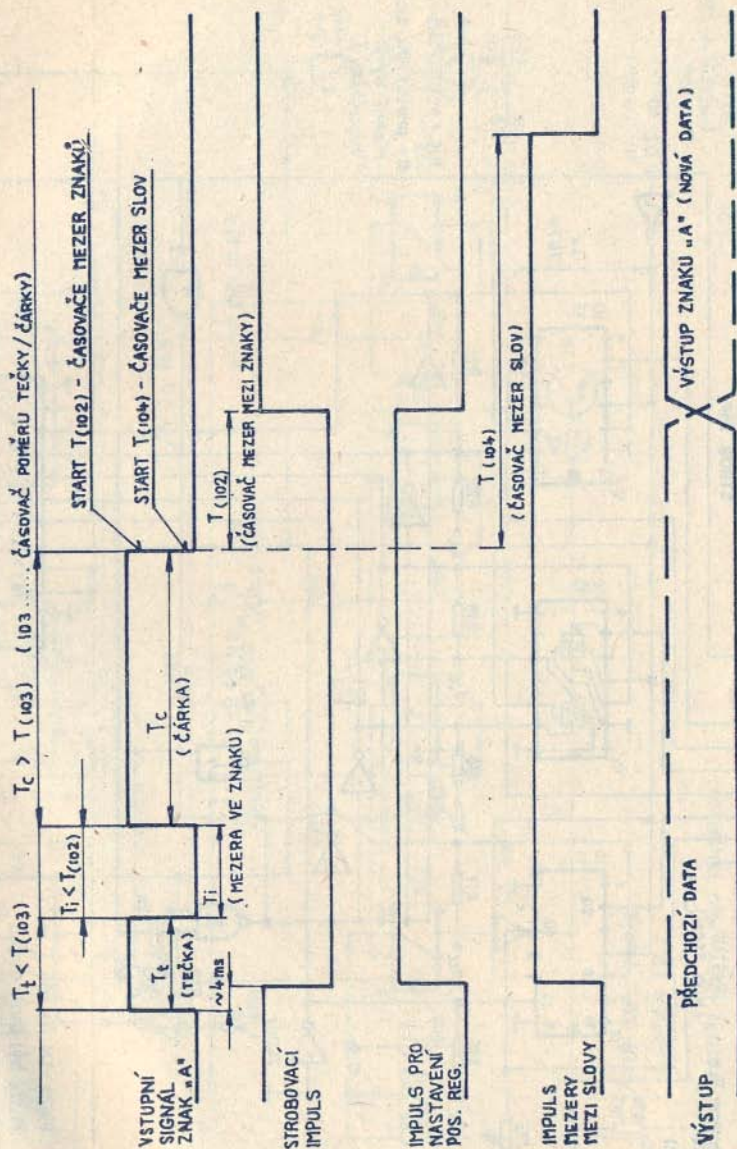 Tt < T(103)
Tc > T(103) (103 ..... ČASOVAČ POMĚRU TEČKY / ČÁRKY)
Ti < T(102)
START T(102) - ČASOVAČE MEZER ZNAKŮ
START T(104) - ČASOVAČE MEZER SLOV
VSTUPNÍ
SIGNÁL
ZNAK „A"
Tt
(TEČKA)
~4ms
Ti
(MEZERA VE ZNAKU)
Tc
(ČÁRKA)
T(102)
(ČASOVAČ MEZER MEZI ZNAKY)
STROBOVACÍ
IMPULS
IMPULS PRO
NASTAVENÍ
POS. REG.
T(104)
(ČASOVAČ MEZER SLOV)
IMPULS
MEZERY
MEZI SLOVY
VÝSTUP
PŘEDCHOZÍ DATA
VÝSTUP ZNAKU „A" (NOVÁ DATA)